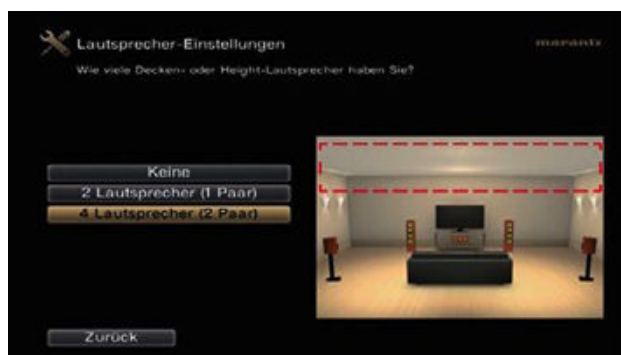 Lautsprecher-Einstellungen
marantz
Wie viele Decken- oder Height-Lautsprecher haben Sie?
Keine
2 Lautsprecher (1 Paar)
4 Lautsprecher (2 Paar)
Zurück